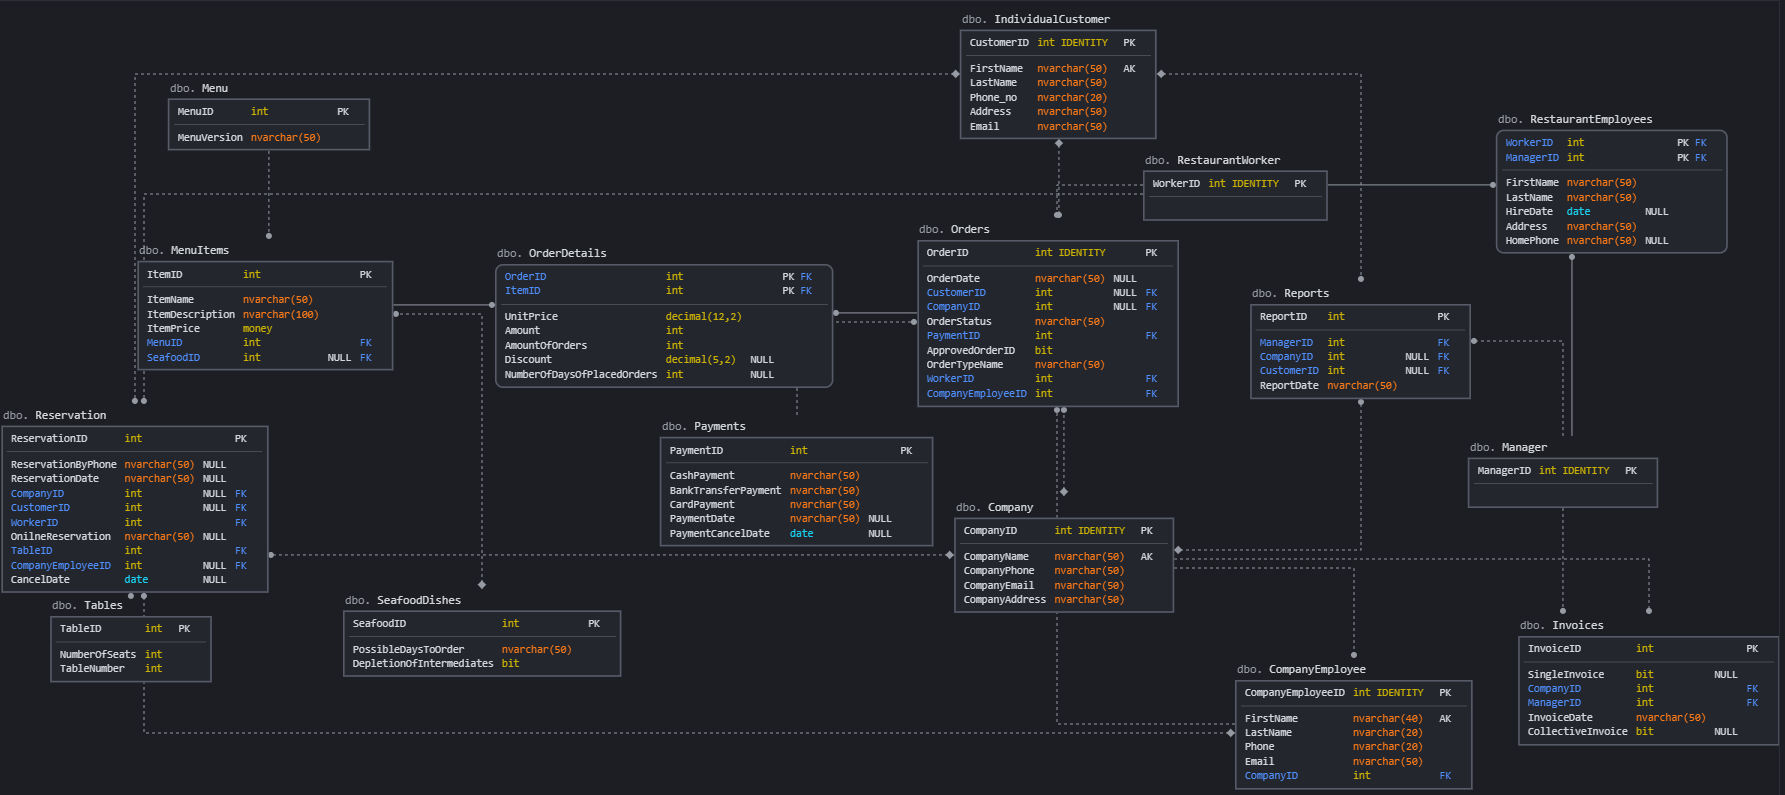 dbo. IndividualCustomer
CustomerID int IDENTITY PK
FirstName nvarchar(50) AK
LastName nvarchar(50)
Phone_no nvarchar(20)
Address nvarchar(50)
Email nvarchar(50)
dbo. Menu
MenuID int PK
MenuVersion nvarchar(50)
dbo. RestaurantEmployees
WorkerID int PK FK
ManagerID int PK FK
FirstName nvarchar(50)
LastName nvarchar(50)
HireDate date NULL
Address nvarchar(50)
HomePhone nvarchar(50) NULL
dbo. RestaurantWorker
WorkerID int IDENTITY PK
dbo. MenuItems
ItemID int PK
ItemName nvarchar(50)
ItemDescription nvarchar(100)
ItemPrice money
MenuID int FK
SeafoodID int NULL FK
dbo. OrderDetails
OrderID int PK FK
ItemID int PK FK
UnitPrice decimal(12,2)
Amount int
AmountOfOrders int
Discount decimal(5,2) NULL
NumberOfDaysOfPlacedOrders int NULL
dbo. Orders
OrderID int IDENTITY PK
OrderDate nvarchar(50) NULL
CustomerID int NULL FK
CompanyID int NULL FK
OrderStatus nvarchar(50)
PaymentID int FK
ApprovedOrderID bit
OrderTypeName nvarchar(50)
WorkerID int FK
CompanyEmployeeID int FK
dbo. Reports
ReportID int PK
ManagerID int FK
CompanyID int NULL FK
CustomerID int NULL FK
ReportDate nvarchar(50)
dbo. Reservation
ReservationID int PK
ReservationByPhone nvarchar(50) NULL
ReservationDate nvarchar(50) NULL
CompanyID int NULL FK
CustomerID int NULL FK
WorkerID int FK
OnilneReservation nvarchar(50) NULL
TableID int FK
CompanyEmployeeID int NULL FK
CancelDate date NULL
dbo. Payments
PaymentID int PK
CashPayment nvarchar(50)
BankTransferPayment nvarchar(50)
CardPayment nvarchar(50)
PaymentDate nvarchar(50) NULL
PaymentCancelDate date NULL
dbo. Manager
ManagerID int IDENTITY PK
dbo. Company
CompanyID int IDENTITY PK
CompanyName nvarchar(50) AK
CompanyPhone nvarchar(50)
CompanyEmail nvarchar(50)
CompanyAddress nvarchar(50)
dbo. Tables
TableID int PK
NumberOfSeats int
TableNumber int
dbo. SeafoodDishes
SeafoodID int PK
PossibleDaysToOrder nvarchar(50)
DepletionOfIntermediates bit
dbo. Invoices
InvoiceID int PK
SingleInvoice bit NULL
CompanyID int FK
ManagerID int FK
InvoiceDate nvarchar(50)
CollectiveInvoice bit NULL
dbo. CompanyEmployee
CompanyEmployeeID int IDENTITY PK
FirstName nvarchar(40) AK
LastName nvarchar(20)
Phone nvarchar(20)
Email nvarchar(50)
CompanyID int FK